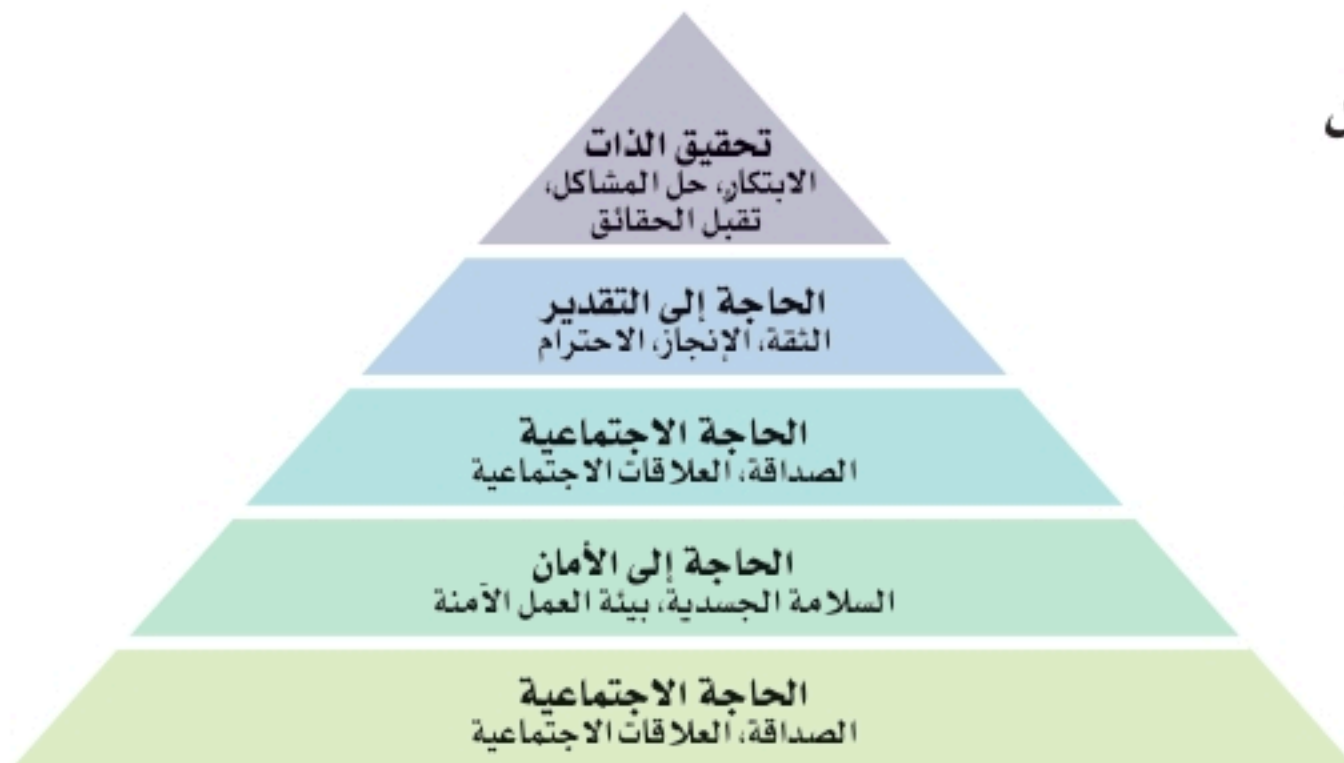 تحقيق الذات
الابتكار، حل المشاكل،
تقبل الحقائق
الحاجة إلى التقدير
الثقة، الإنجاز، الاحترام
الحاجة الاجتماعية
الصداقة، العلاقات الاجتماعية
الحاجة إلى الأمان
السلامة الجسدية، بيئة العمل الآمنة
الحاجة الاجتماعية
الصداقة، العلاقات الاجتماعية